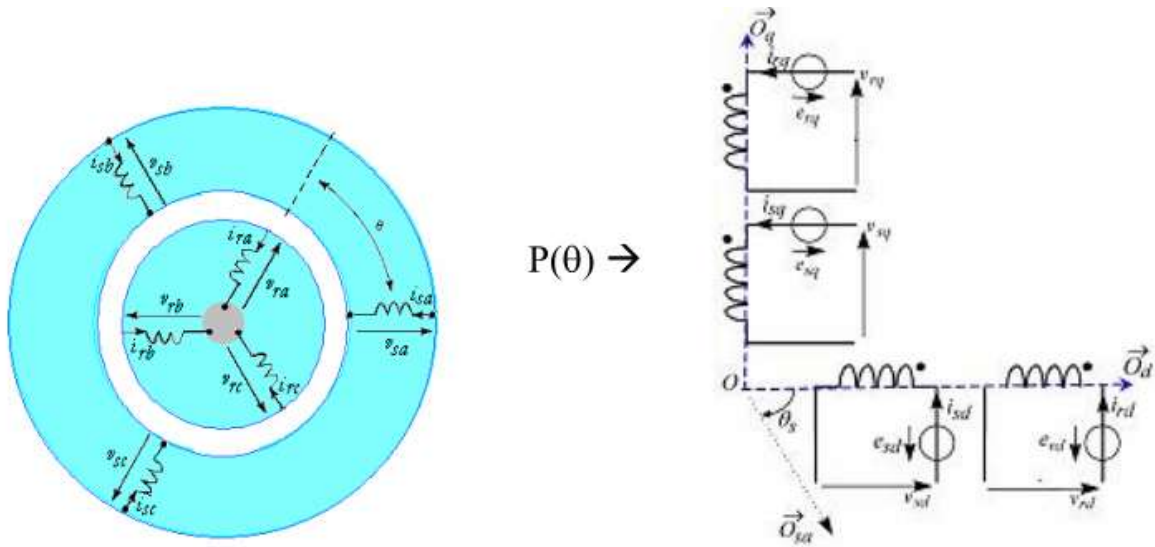 i_sb
v_sb
θ
i_ra
v_ra
i_sa
v_sa
v_rb
i_rb
v_rc
i_rc
v_sc
i_sc
P(θ) →
O_q
i_rq
v_rq
e_rq
i_sq
v_sq
e_sq
O
O_d
θ_s
i_sd
i_rd
e_sd
e_rd
v_sd
v_rd
O_sa